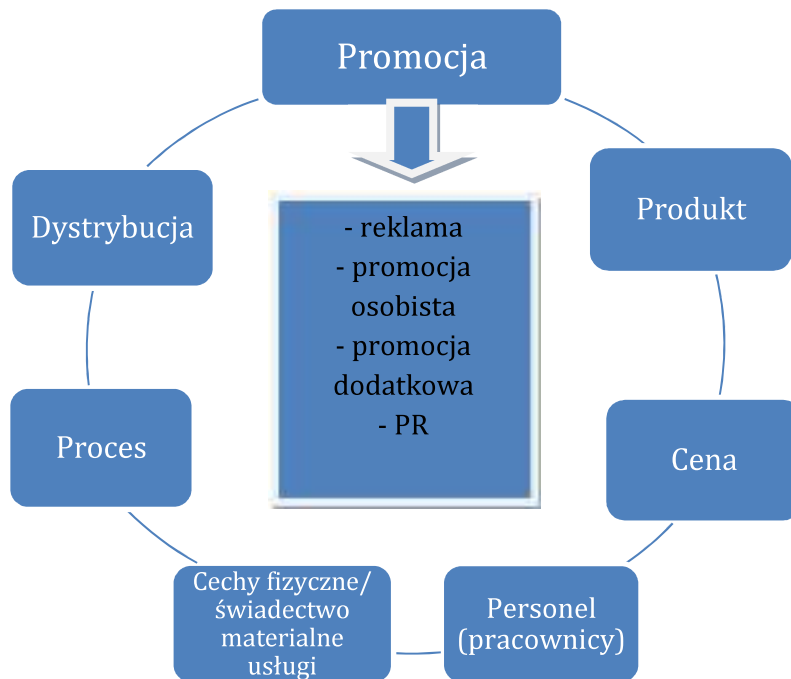 Promocja
Dystrybucja
Produkt
- reklama
- promocja
osobista
- promocja
dodatkowa
- PR
Proces
Cena
Cechy fizyczne/
świadectwo
materialne
usługi
Personel
(pracownicy)